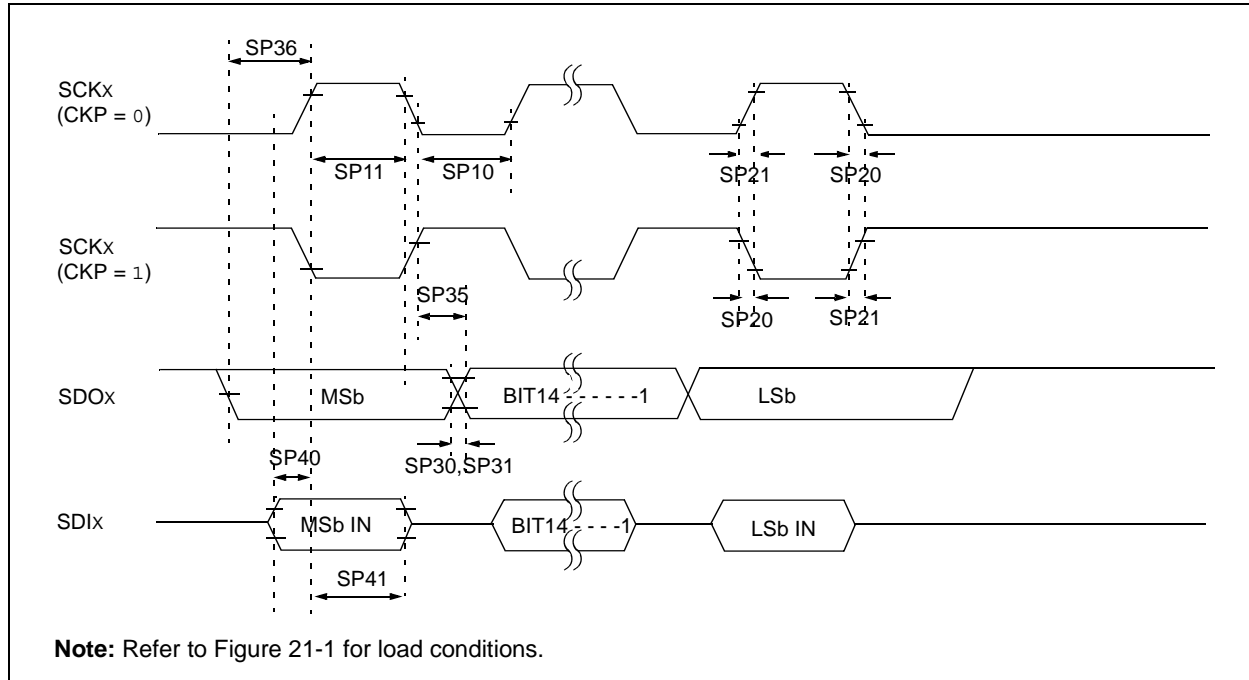 SP36
SCKx
(CKP = 0)
SP11
SP10
SP21
SP20
SCKx
(CKP = 1)
SP35
SP20
SP21
SDOx
MSb
BIT14 - - - - - -1
LSb
SP40
SP30,SP31
SDIx
MSb IN
BIT14 - - - -1
LSb IN
SP41
Note: Refer to Figure 21-1 for load conditions.